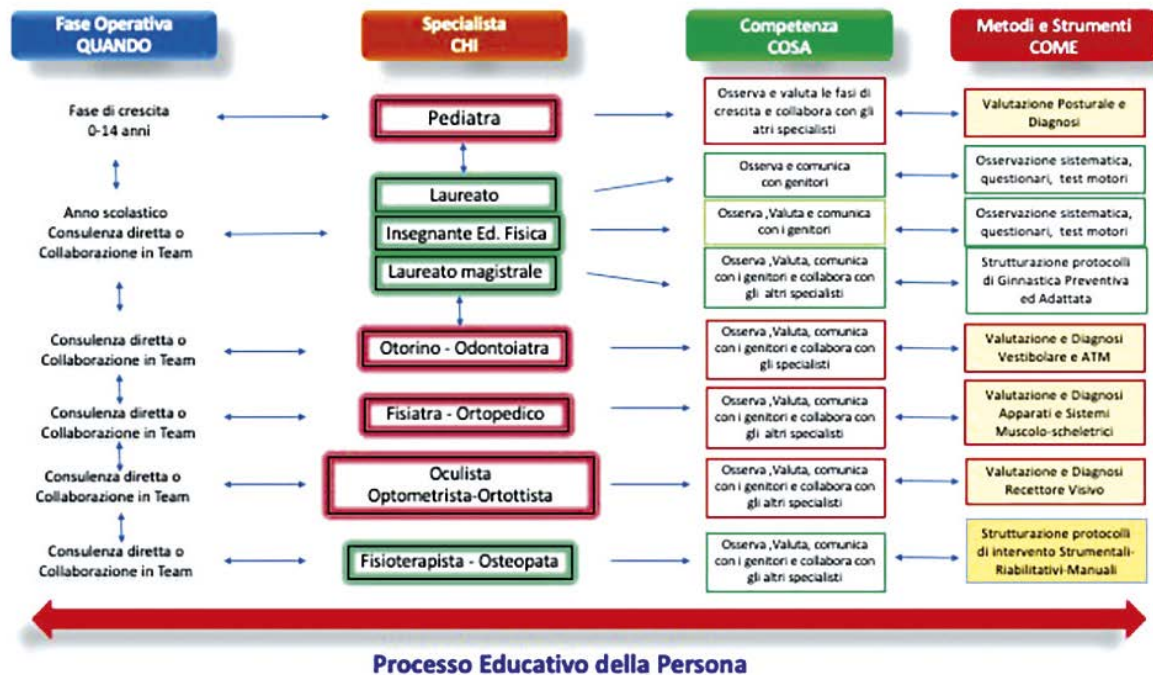 Fase Operativa
QUANDO
Specialista
CHI
Competenza
COSA
Metodi e Strumenti
COME
Fase di crescita
0-14 anni
Pediatra
Osserva e valuta le fasi di
crescita e collabora con gli
atri specialisti
Valutazione Posturale e
Diagnosi
Anno scolastico
Consulenza diretta o
Collaborazione in Team
Laureato
Osserva e comunica
con genitori
Osservazione sistematica,
questionari, test motori
Insegnante Ed. Fisica
Osserva ,Valuta e comunica
con i genitori
Osservazione sistematica,
questionari, test motori
Laureato magistrale
Osserva ,Valuta, comunica
con i genitori e collabora con
gli altri specialisti
Strutturazione protocolli
di Ginnastica Preventiva
ed Adattata
Consulenza diretta o
Collaborazione in Team
Otorino - Odontoiatra
Osserva ,Valuta, comunica
con i genitori e collabora con
gli specialisti
Valutazione e Diagnosi
Vestibolare e ATM
Consulenza diretta o
Collaborazione in Team
Fisiatra - Ortopedico
Osserva ,Valuta, comunica
con i genitori e collabora con
gli altri specialisti
Valutazione e Diagnosi
Apparati e Sistemi
Muscolo-scheletrici
Consulenza diretta o
Collaborazione in Team
Oculista
Optometrista-Ortottista
Osserva ,Valuta, comunica
con i genitori e collabora con
gli altri specialisti
Valutazione e Diagnosi
Recettore Visivo
Consulenza diretta o
Collaborazione in Team
Fisioterapista - Osteopata
Osserva ,Valuta, comunica
con i genitori e collabora con
gli altri specialisti
Strutturazione protocolli
di intervento Strumentali-
Riabilitativi-Manuali
Processo Educativo della Persona